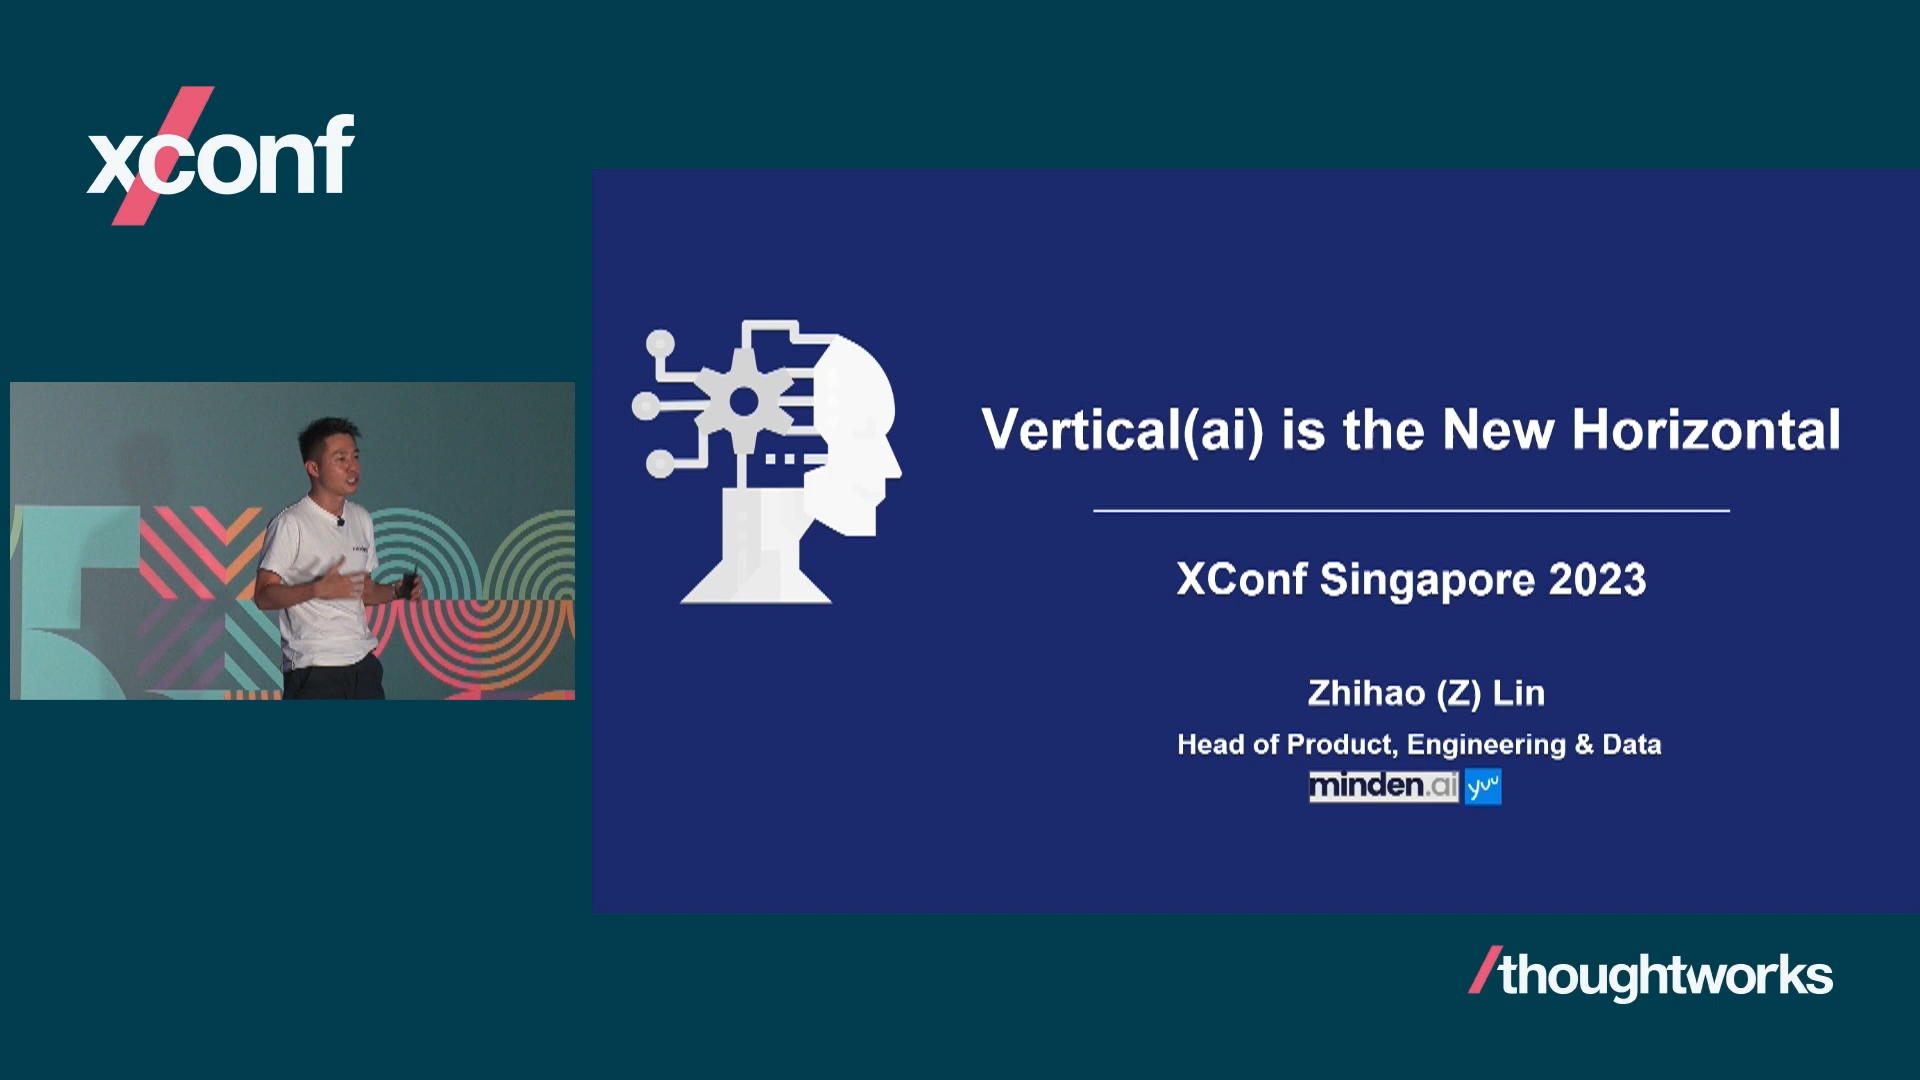 xconf
Vertical(ai) is the New Horizontal
XConf Singapore 2023
Zhihao (Z) Lin
Head of Product, Engineering & Data
minden.ai yuu
/thoughtworks